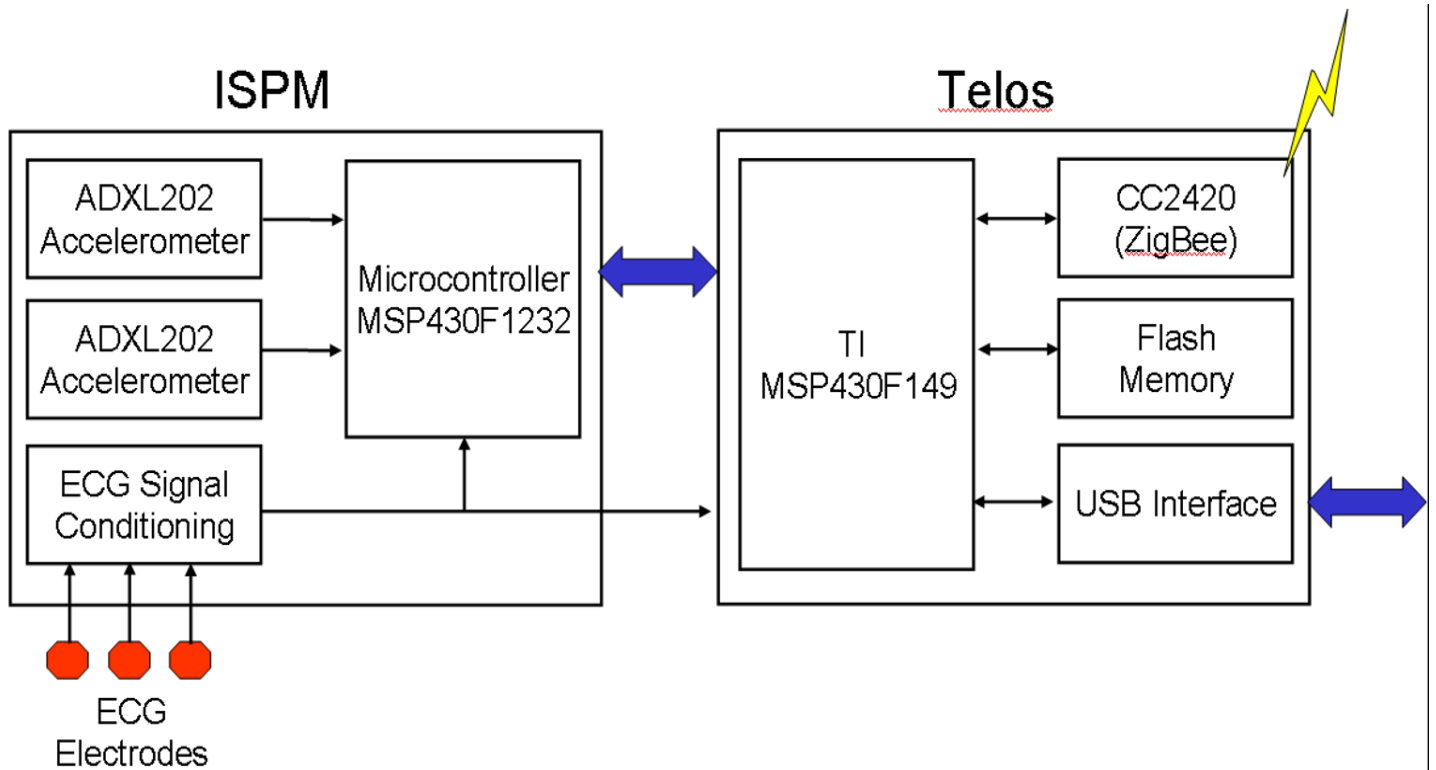 ISPM
ADXL202
Accelerometer
ADXL202
Accelerometer
Microcontroller
MSP430F1232
ECG Signal
Conditioning
ECG
Electrodes
Telos
TI
MSP430F149
CC2420
(ZigBee)
Flash
Memory
USB Interface